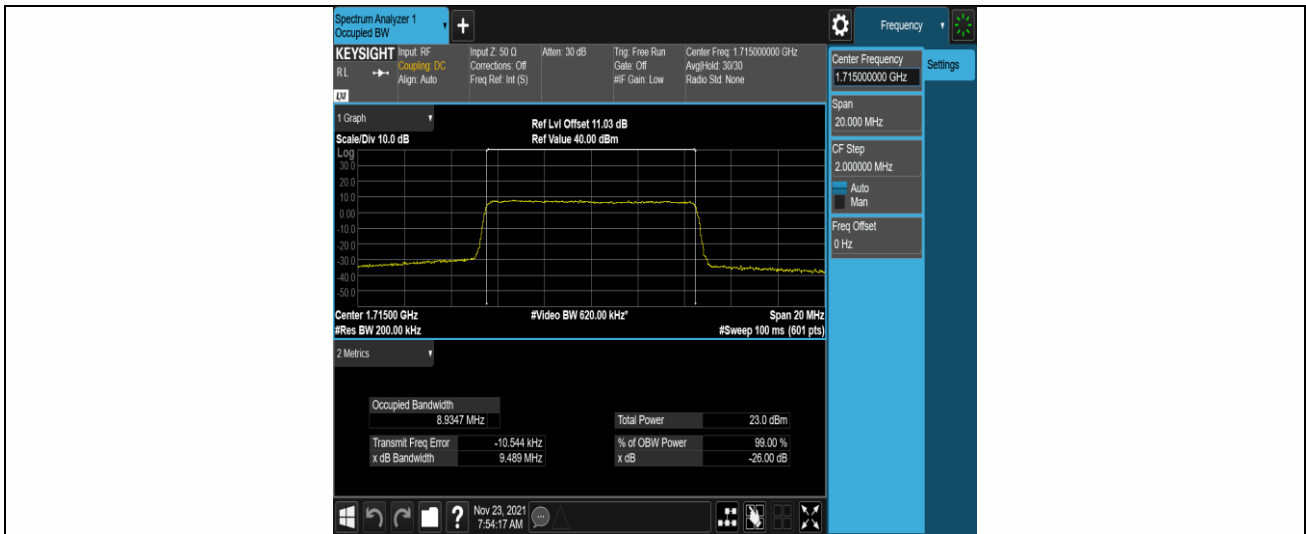 Spectrum Analyzer 1
Occupied BW
+
Frequency
KEYSIGHT
Input: RF
Coupling: DC
Align: Auto
RL
LXI
Input Z: 50 Ω
Corrections: Off
Freq Ref: Int (S)
Atten: 30 dB
Trig: Free Run
Gate: Off
#IF Gain: Low
Center Freq: 1.715000000 GHz
Avg|Hold: 30/30
Radio Std: None
Center Frequency
1.715000000 GHz
Settings
Span
20.000 MHz
CF Step
2.000000 MHz
Auto
Man
Freq Offset
0 Hz
1 Graph
Scale/Div 10.0 dB
Ref Lvl Offset 11.03 dB
Ref Value 40.00 dBm
Log
30.0
20.0
10.0
0.00
-10.0
-20.0
-30.0
-40.0
-50.0
Center 1.71500 GHz
#Video BW 620.00 kHz*
Span 20 MHz
#Res BW 200.00 kHz
#Sweep 100 ms (601 pts)
2 Metrics
Occupied Bandwidth
8.9347 MHz
Total Power 23.0 dBm
Transmit Freq Error -10.544 kHz
% of OBW Power 99.00 %
x dB Bandwidth 9.489 MHz
x dB -26.00 dB
?
Nov 23, 2021
7:54:17 AM